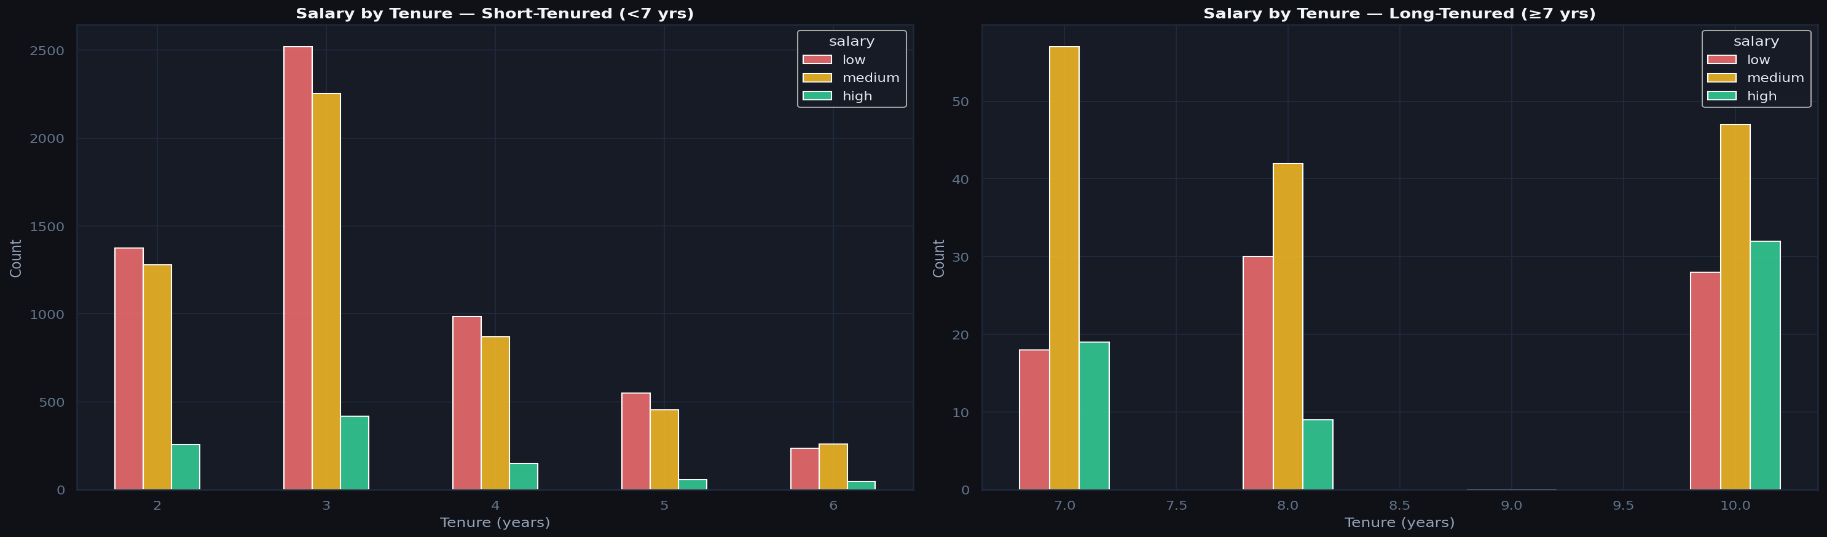 Salary by Tenure — Short-Tenured (<7 yrs)
2500
2000
1500
1000
500
0
Count
salary
low
medium
high
2 3 4 5 6
Tenure (years)
Salary by Tenure — Long-Tenured (≥7 yrs)
50
40
30
20
10
0
Count
salary
low
medium
high
7.0 7.5 8.0 8.5 9.0 9.5 10.0
Tenure (years)